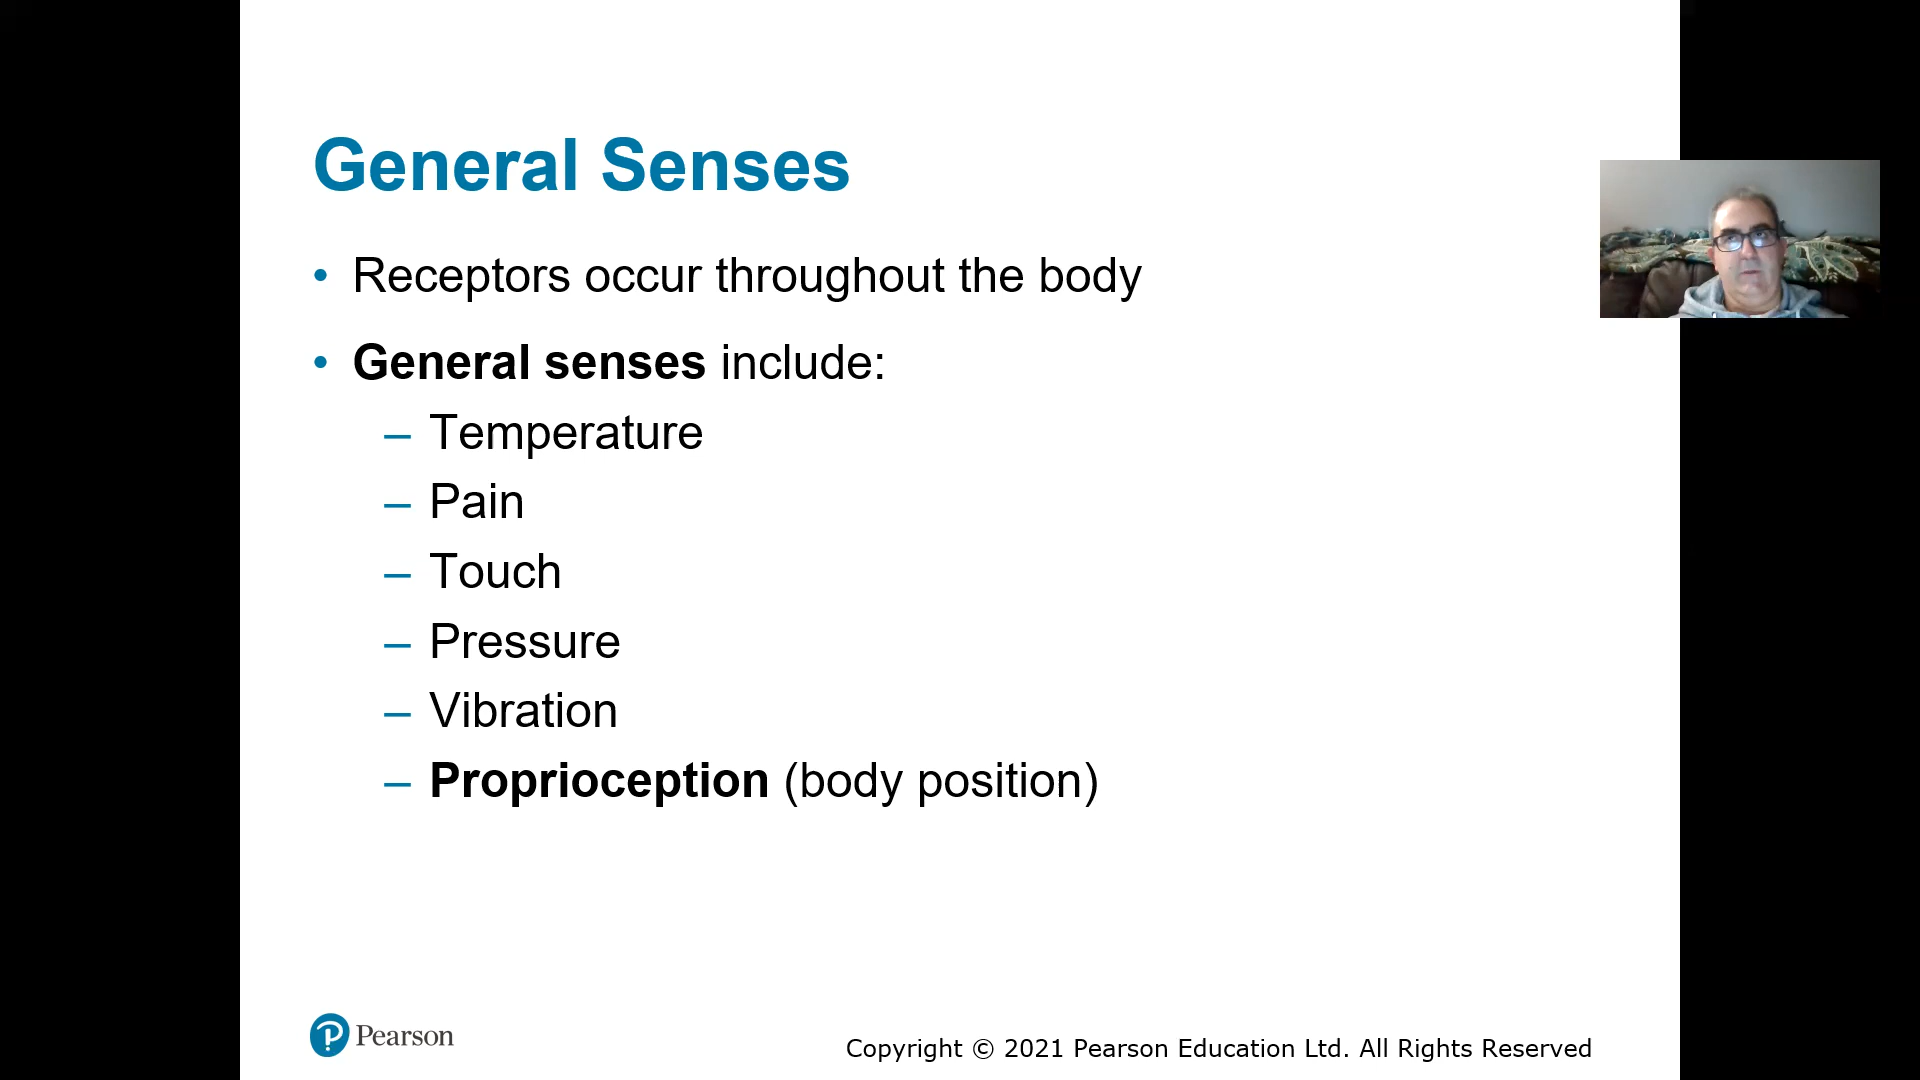 General Senses
• Receptors occur throughout the body
• General senses include:
– Temperature
– Pain
– Touch
– Pressure
– Vibration
– Proprioception (body position)
Pearson
Copyright © 2021 Pearson Education Ltd. All Rights Reserved